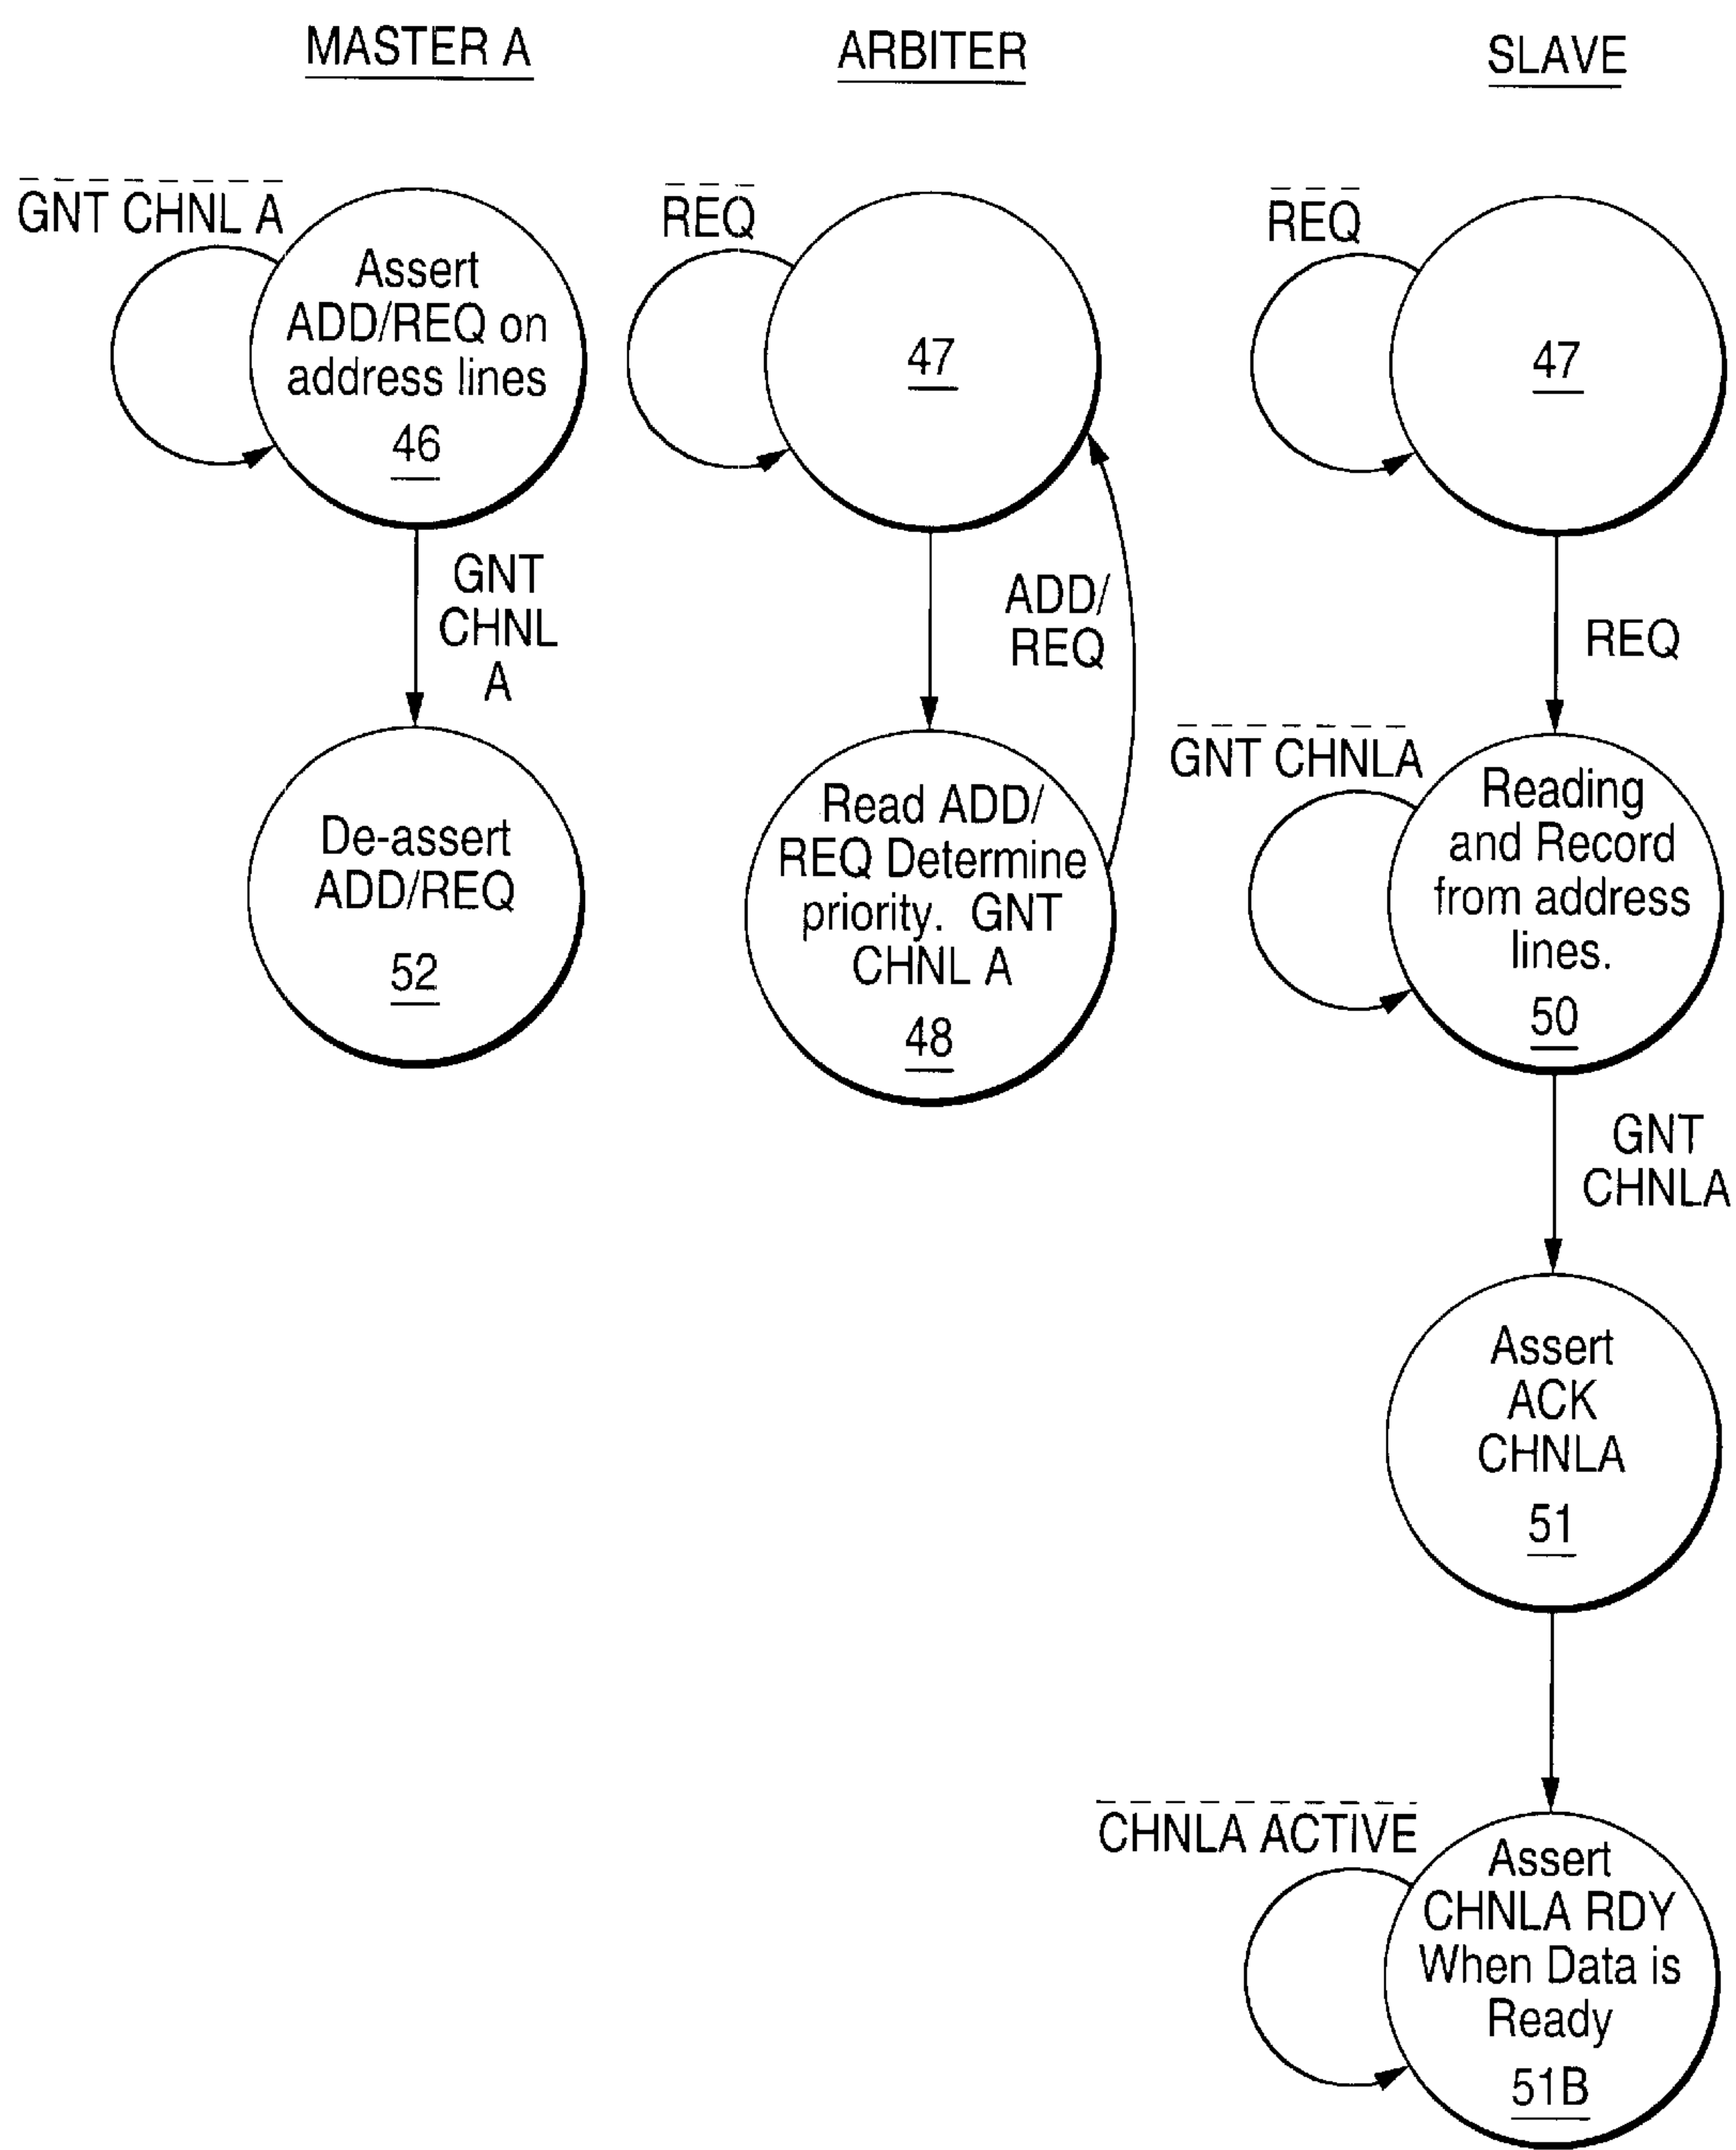 MASTER A
ARBITER
SLAVE
GNT CHNL A
Assert
ADD/REQ on
address lines
46
GNT
CHNL
A
De-assert
ADD/REQ
52
REQ
47
ADD/
REQ
Read ADD/
REQ Determine
priority. GNT
CHNL A
48
REQ
47
REQ
GNT CHNLA
Reading
and Record
from address
lines.
50
GNT
CHNLA
Assert
ACK
CHNLA
51
CHNLA ACTIVE
Assert
CHNLA RDY
When Data is
Ready
51B